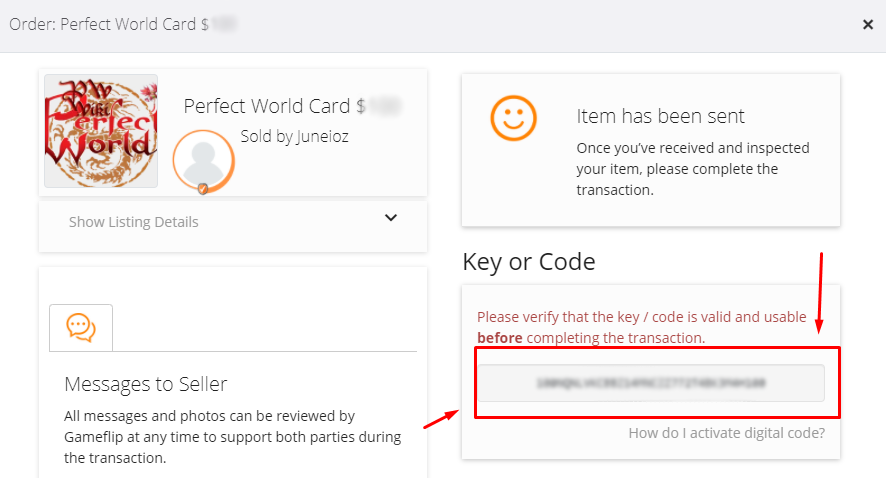 Order: Perfect World Card $
PW
Wiki
Perfect
World
Perfect World Card $
Sold by Juneioz
Show Listing Details
Messages to Seller
All messages and photos can be reviewed by
Gameflip at any time to support both parties during
the transaction.
Item has been sent
Once you’ve received and inspected
your item, please complete the
transaction.
Key or Code
Please verify that the key / code is valid and usable
before completing the transaction.
How do I activate digital code?